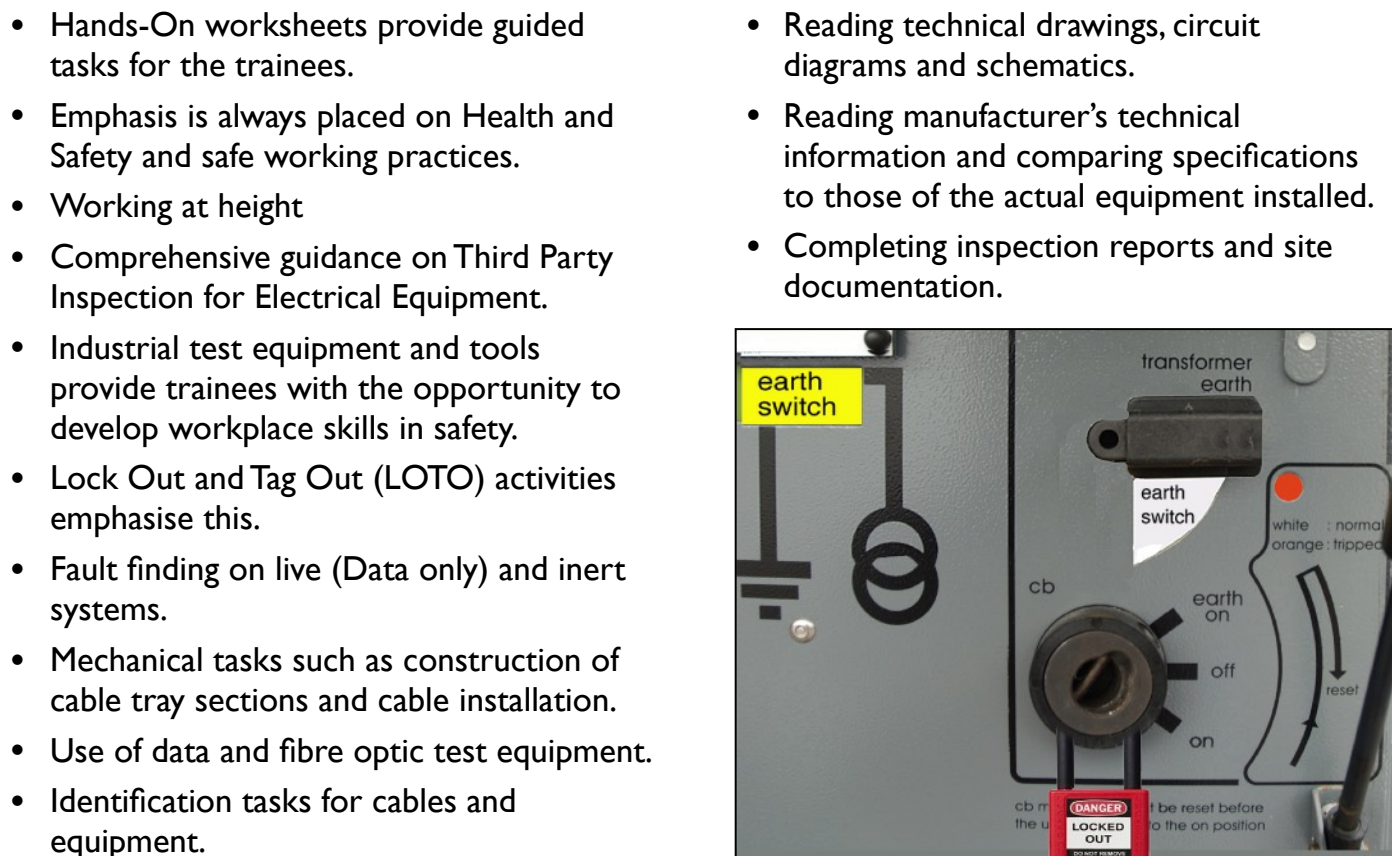 • Hands-On worksheets provide guided
tasks for the trainees.
• Emphasis is always placed on Health and
Safety and safe working practices.
• Working at height
• Comprehensive guidance on Third Party
Inspection for Electrical Equipment.
• Industrial test equipment and tools
provide trainees with the opportunity to
develop workplace skills in safety.
• Lock Out and Tag Out (LOTO) activities
emphasise this.
• Fault finding on live (Data only) and inert
systems.
• Mechanical tasks such as construction of
cable tray sections and cable installation.
• Use of data and fibre optic test equipment.
• Identification tasks for cables and
equipment.
• Reading technical drawings, circuit
diagrams and schematics.
• Reading manufacturer’s technical
information and comparing specifications
to those of the actual equipment installed.
• Completing inspection reports and site
documentation.
earth
switch
transformer
earth
earth
switch
white : normal
orange : tripped
cb
earth
on
off
on
reset
cb be reset before
the to the on position
DANGER
LOCKED
OUT
DO NOT REMOVE